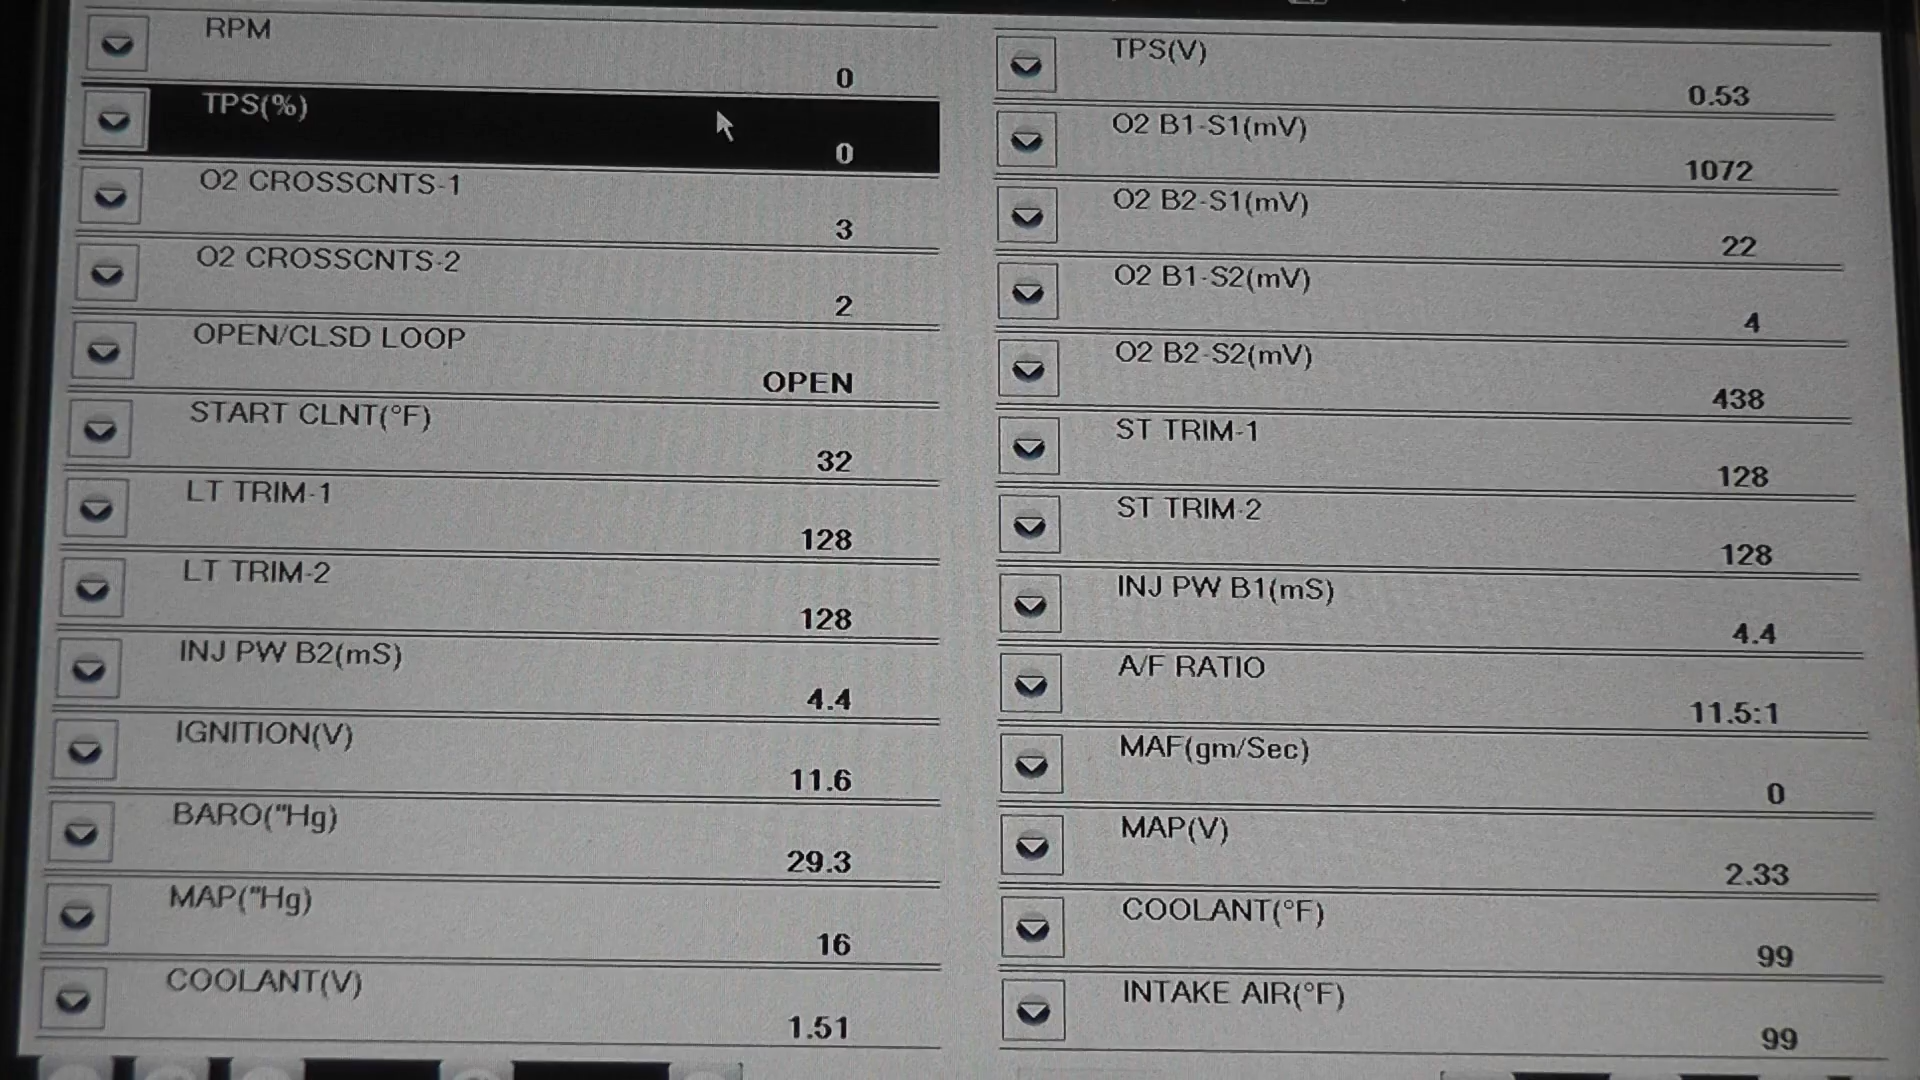 RPM
0
TPS(%)
0
O2 CROSSCNTS-1
3
O2 CROSSCNTS-2
2
OPEN/CLSD LOOP
OPEN
START CLNT(°F)
32
LT TRIM-1
128
LT TRIM-2
128
INJ PW B2(mS)
4.4
IGNITION(V)
11.6
BARO("Hg)
29.3
MAP("Hg)
16
COOLANT(V)
1.51
TPS(V)
0.53
O2 B1-S1(mV)
1072
O2 B2-S1(mV)
22
O2 B1-S2(mV)
4
O2 B2-S2(mV)
438
ST TRIM-1
128
ST TRIM-2
128
INJ PW B1(mS)
4.4
A/F RATIO
11.5:1
MAF(gm/Sec)
0
MAP(V)
2.33
COOLANT(°F)
99
INTAKE AIR(°F)
99